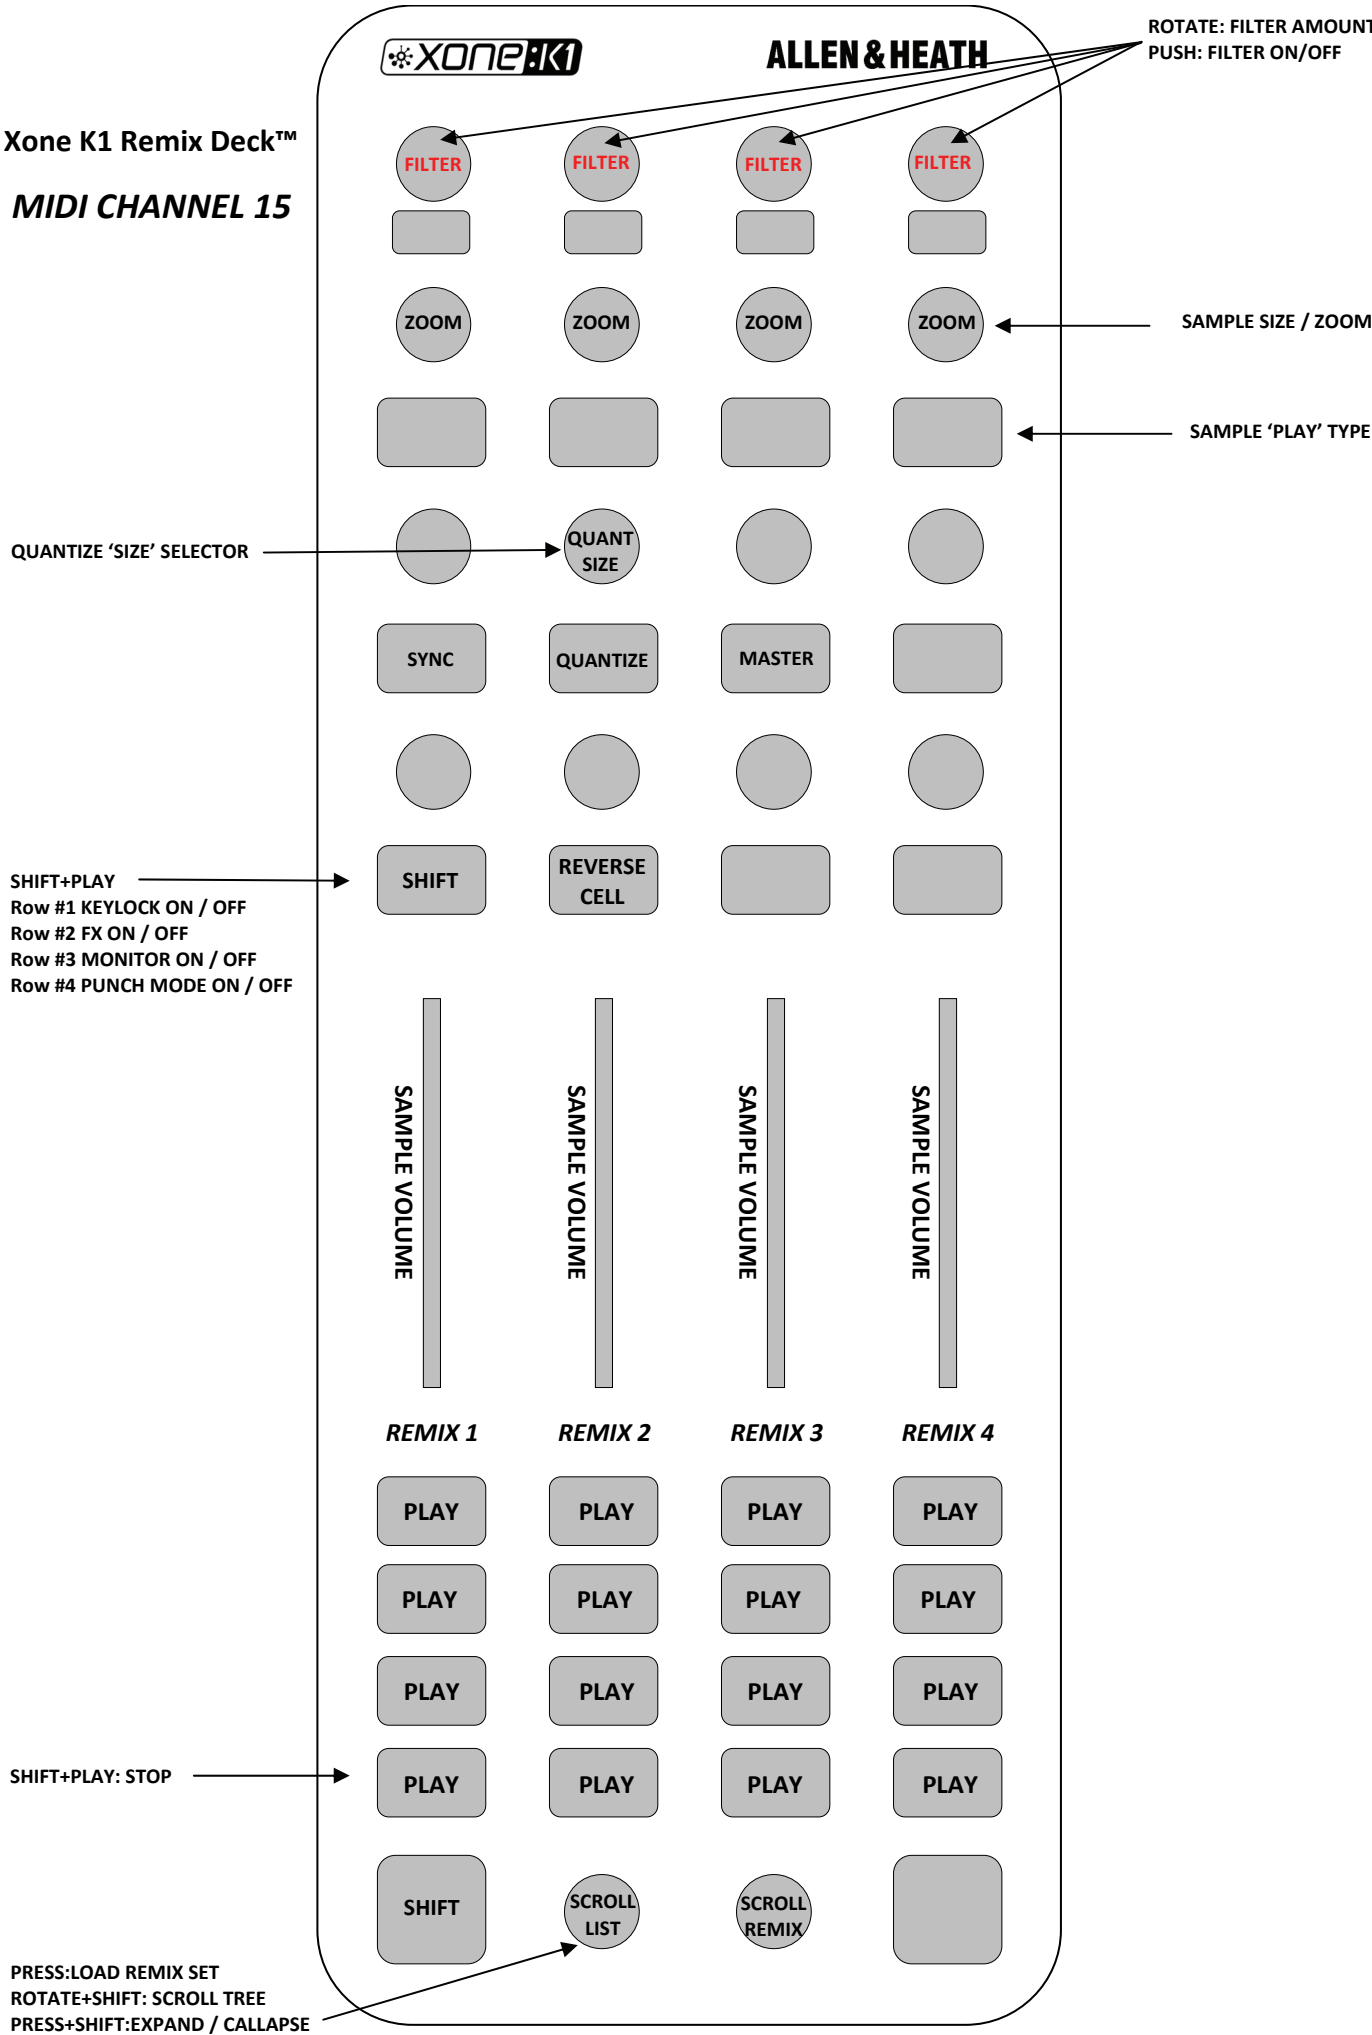 xone:K1
ALLEN & HEATH
ROTATE: FILTER AMOUNT
PUSH: FILTER ON/OFF
Xone K1 Remix Deck™
MIDI CHANNEL 15
FILTER FILTER FILTER FILTER
ZOOM ZOOM ZOOM ZOOM
SAMPLE SIZE / ZOOM
SAMPLE ‘PLAY’ TYPE
QUANTIZE ‘SIZE’ SELECTOR
QUANT
SIZE
SYNC QUANTIZE MASTER
SHIFT
REVERSE
CELL
SHIFT+PLAY
Row #1 KEYLOCK ON / OFF
Row #2 FX ON / OFF
Row #3 MONITOR ON / OFF
Row #4 PUNCH MODE ON / OFF
SAMPLE VOLUME
SAMPLE VOLUME
SAMPLE VOLUME
SAMPLE VOLUME
REMIX 1 REMIX 2 REMIX 3 REMIX 4
PLAY PLAY PLAY PLAY
PLAY PLAY PLAY PLAY
PLAY PLAY PLAY PLAY
SHIFT+PLAY: STOP
PLAY PLAY PLAY PLAY
SHIFT
SCROLL
LIST
SCROLL
REMIX
PRESS:LOAD REMIX SET
ROTATE+SHIFT: SCROLL TREE
PRESS+SHIFT:EXPAND / CALLAPSE